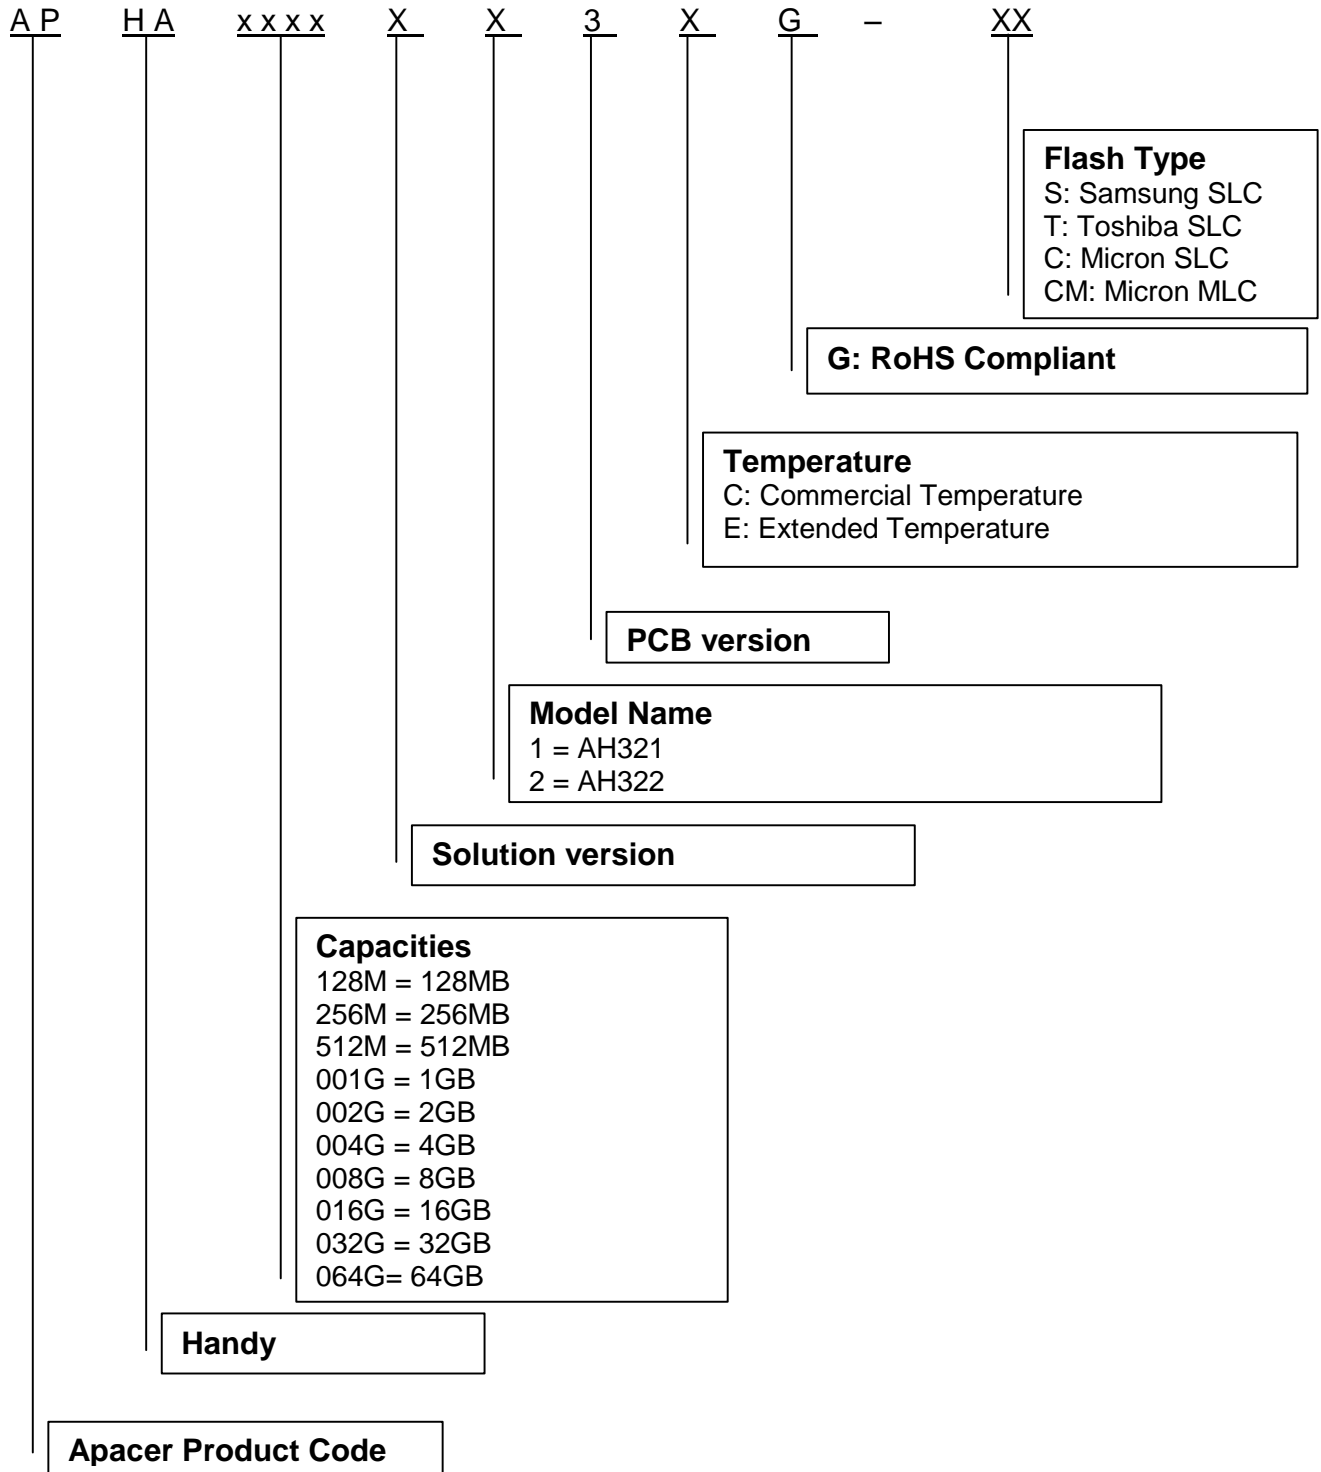 A P H A x x x x X X 3 X G – XX
Flash Type
S: Samsung SLC
T: Toshiba SLC
C: Micron SLC
CM: Micron MLC
G: RoHS Compliant
Temperature
C: Commercial Temperature
E: Extended Temperature
PCB version
Model Name
1 = AH321
2 = AH322
Solution version
Capacities
128M = 128MB
256M = 256MB
512M = 512MB
001G = 1GB
002G = 2GB
004G = 4GB
008G = 8GB
016G = 16GB
032G = 32GB
064G= 64GB
Handy
Apacer Product Code